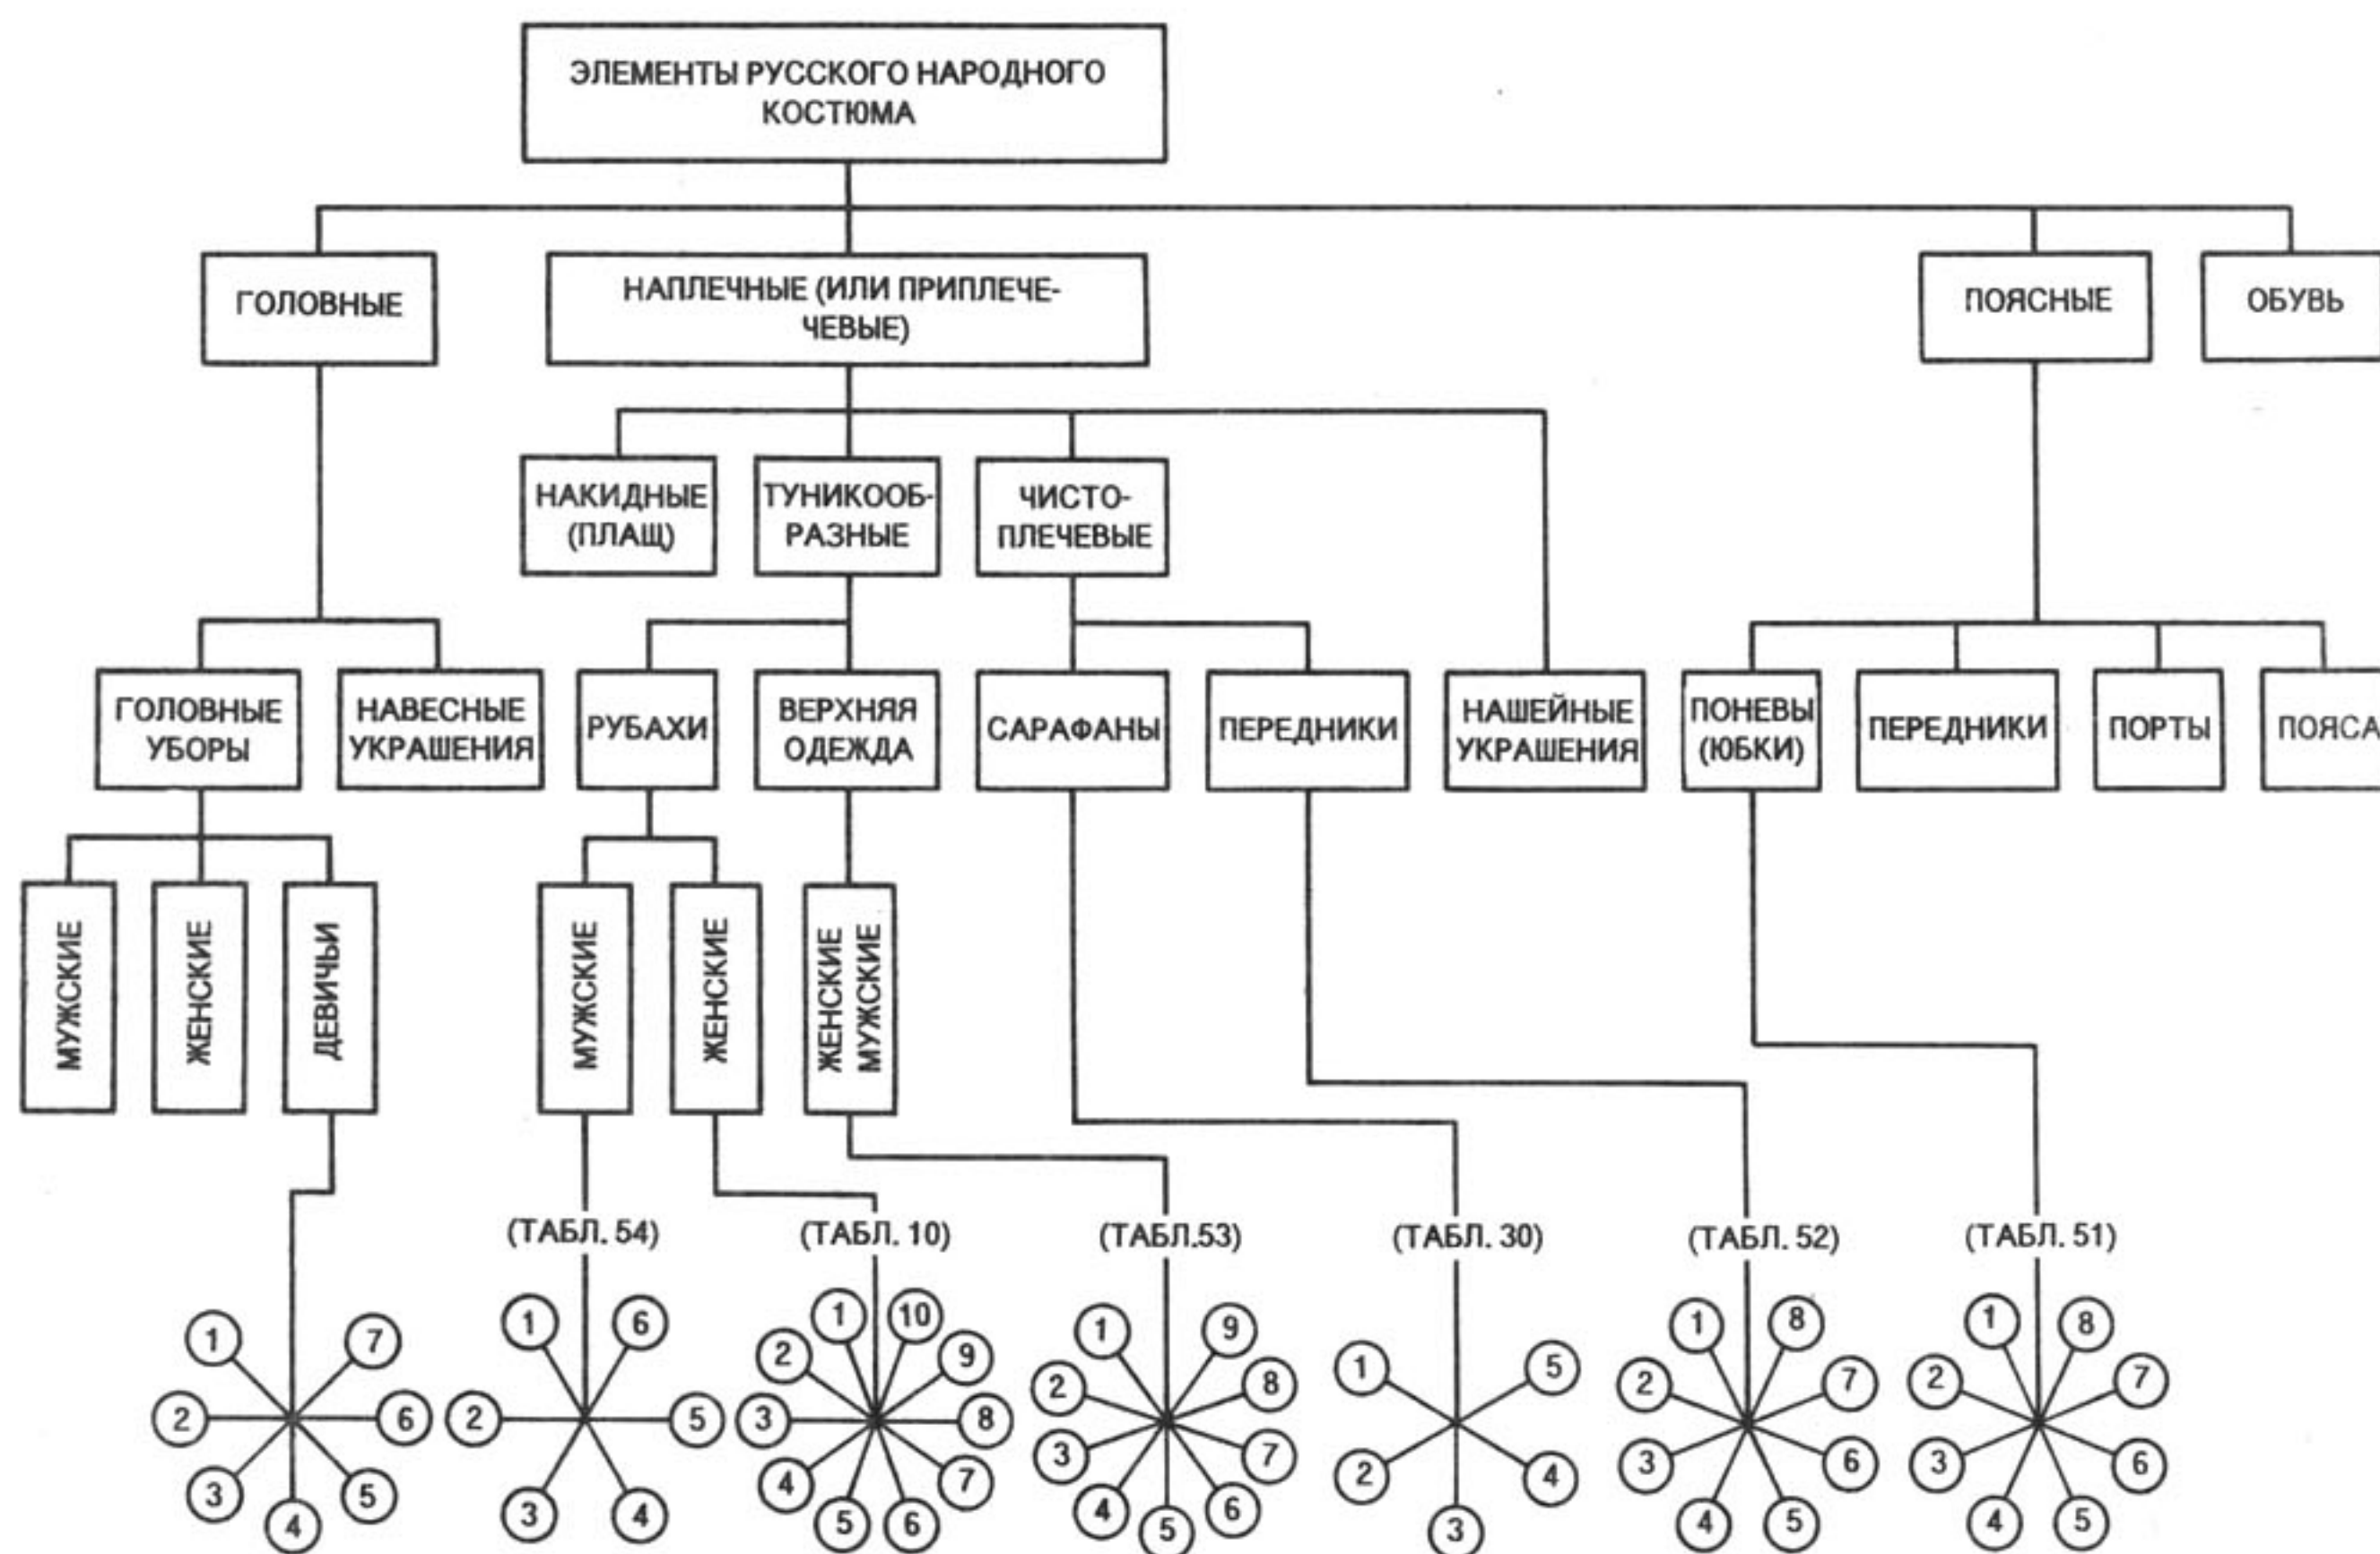 ЭЛЕМЕНТЫ РУССКОГО НАРОДНОГО
КОСТЮМА
ГОЛОВНЫЕ
НАПЛЕЧНЫЕ (ИЛИ ПРИПЛЕЧЕ-
ЧЕВЫЕ)
ПОЯСНЫЕ
ОБУВЬ
НАКИДНЫЕ
(ПЛАЩ)
ТУНИКООБ-
РАЗНЫЕ
ЧИСТО-
ПЛЕЧЕВЫЕ
ГОЛОВНЫЕ
УБОРЫ
НАВЕСНЫЕ
УКРАШЕНИЯ
РУБАХИ
ВЕРХНЯЯ
ОДЕЖДА
САРАФАНЫ
ПЕРЕДНИКИ
НАШЕЙНЫЕ
УКРАШЕНИЯ
ПОНЕВЫ
(ЮБКИ)
ПЕРЕДНИКИ
ПОРТЫ
ПОЯСА
МУЖСКИЕ
ЖЕНСКИЕ
ДЕВИЧЬИ
МУЖСКИЕ
ЖЕНСКИЕ
ЖЕНСКИЕ
МУЖСКИЕ
(ТАБЛ. 54)
(ТАБЛ. 10)
(ТАБЛ.53)
(ТАБЛ. 30)
(ТАБЛ. 52)
(ТАБЛ. 51)
1
2
3
4
5
6
7
1
2
3
4
5
6
1
2
3
4
5
6
7
8
9
10
1
2
3
4
5
6
7
8
9
1
2
3
4
5
1
2
3
4
5
6
7
8
1
2
3
4
5
6
7
8